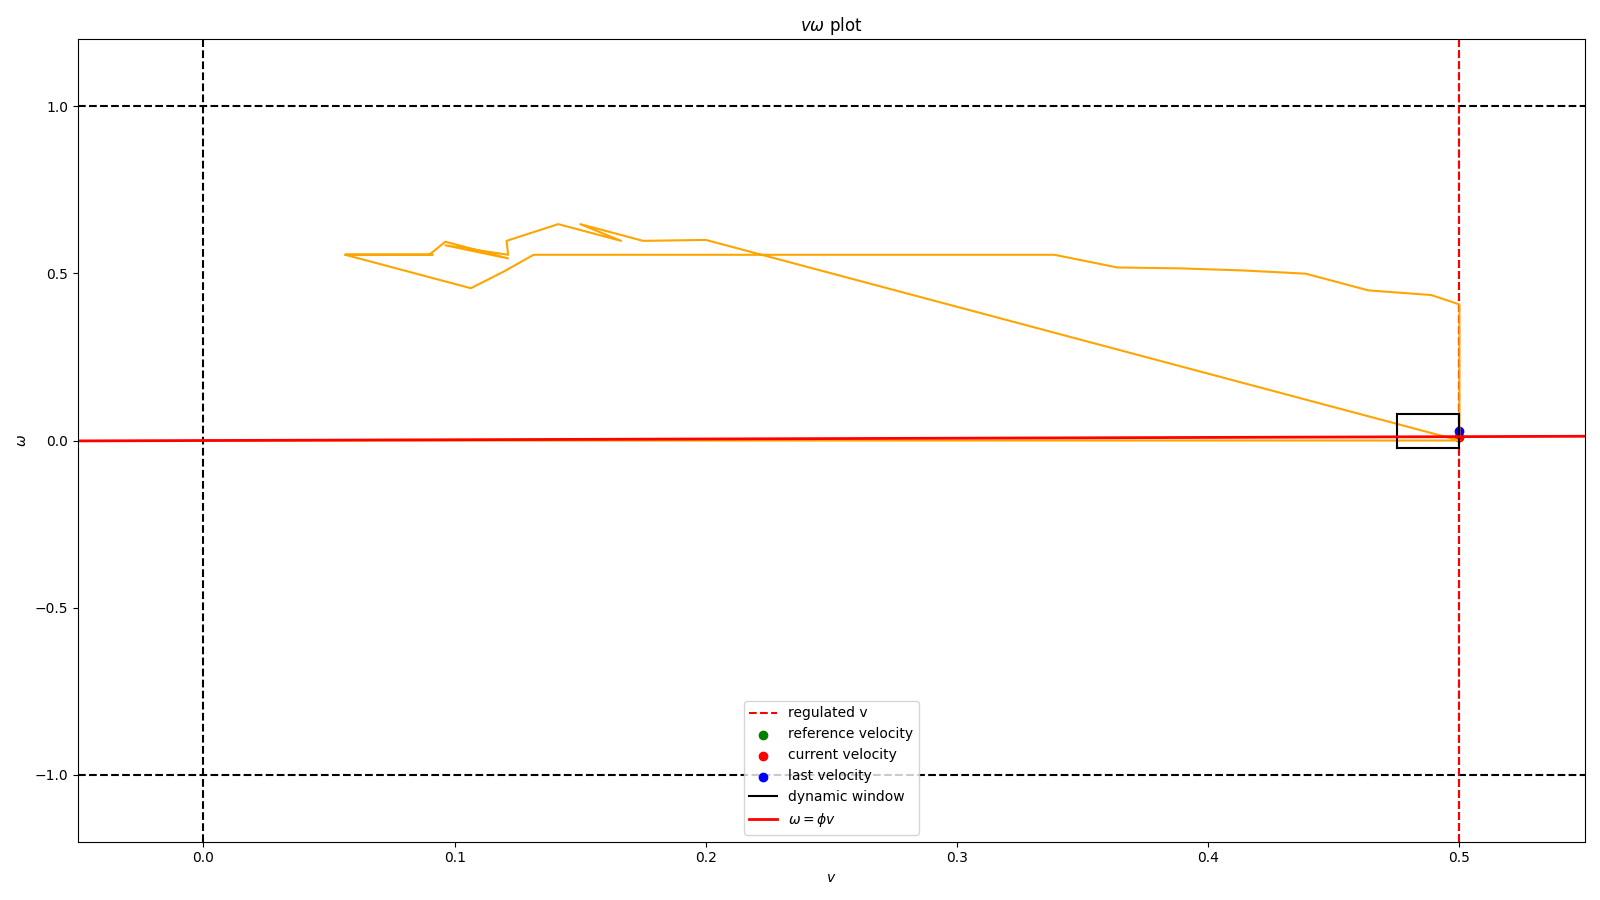 vω plot
1.0
0.5
0.0
−0.5
−1.0
ω
regulated v
reference velocity
current velocity
last velocity
dynamic window
ω = ϕv
0.0 0.1 0.2 0.3 0.4 0.5
v